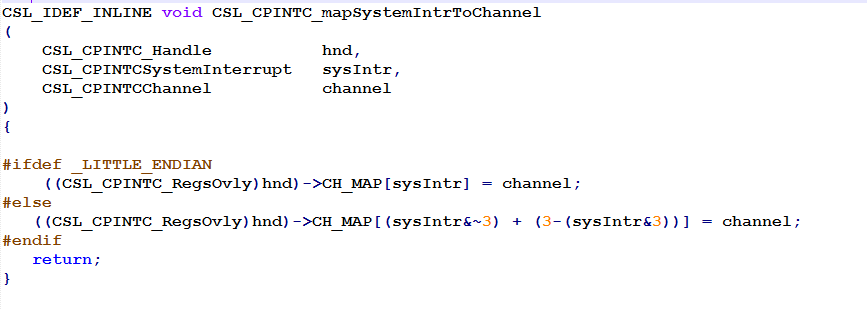 CSL_IDEF_INLINE void CSL_CPINTC_mapSystemIntrToChannel
(
    CSL_CPINTC_Handle           hnd,
    CSL_CPINTCSystemInterrupt   sysIntr,
    CSL_CPINTCChannel           channel
)
{
#ifdef _LITTLE_ENDIAN
    ((CSL_CPINTC_RegsOvly)hnd)->CH_MAP[sysIntr] = channel;
#else
   ((CSL_CPINTC_RegsOvly)hnd)->CH_MAP[(sysIntr&~3) + (3-(sysIntr&3))] = channel;
#endif
   return;
}